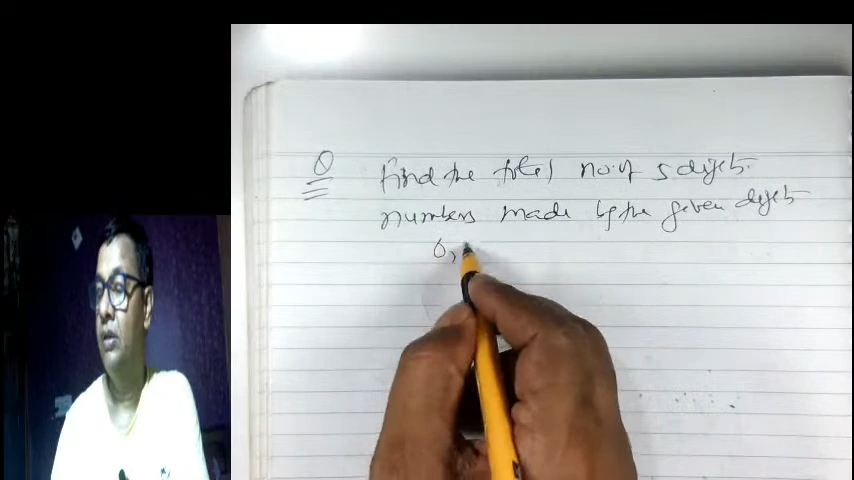 Q Find the total no. of 5 digits
numbers made by the given digits
0,